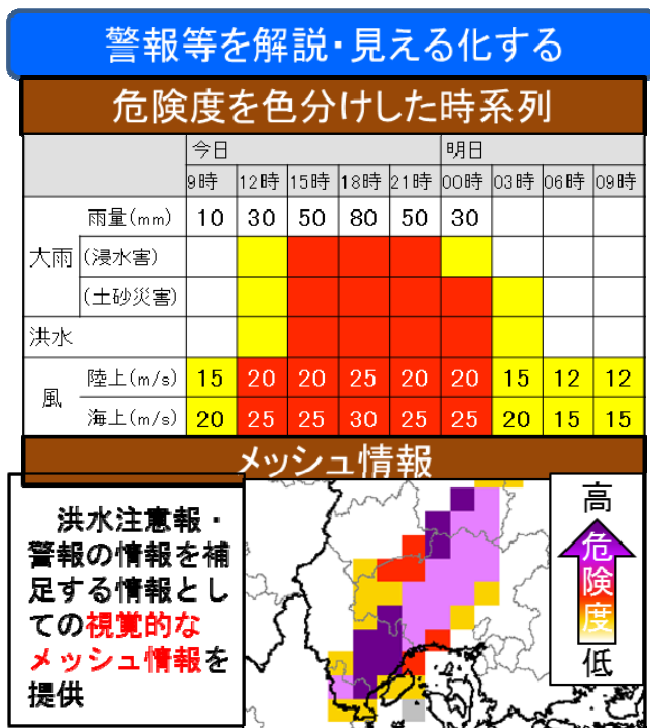 警報等を解説・見える化する
危険度を色分けした時系列
今日 明日
9時 12時 15時 18時 21時 00時 03時 06時 09時
雨量(mm) 10 30 50 80 50 30
大雨 (浸水害)
(土砂災害)
洪水
風 陸上(m/s) 15 20 20 25 20 20 15 12 12
海上(m/s) 20 25 25 30 25 25 20 15 15
メッシュ情報
洪水注意報・
警報の情報を補
足する情報とし
ての視覚的な
メッシュ情報を
提供
高
危険度
低